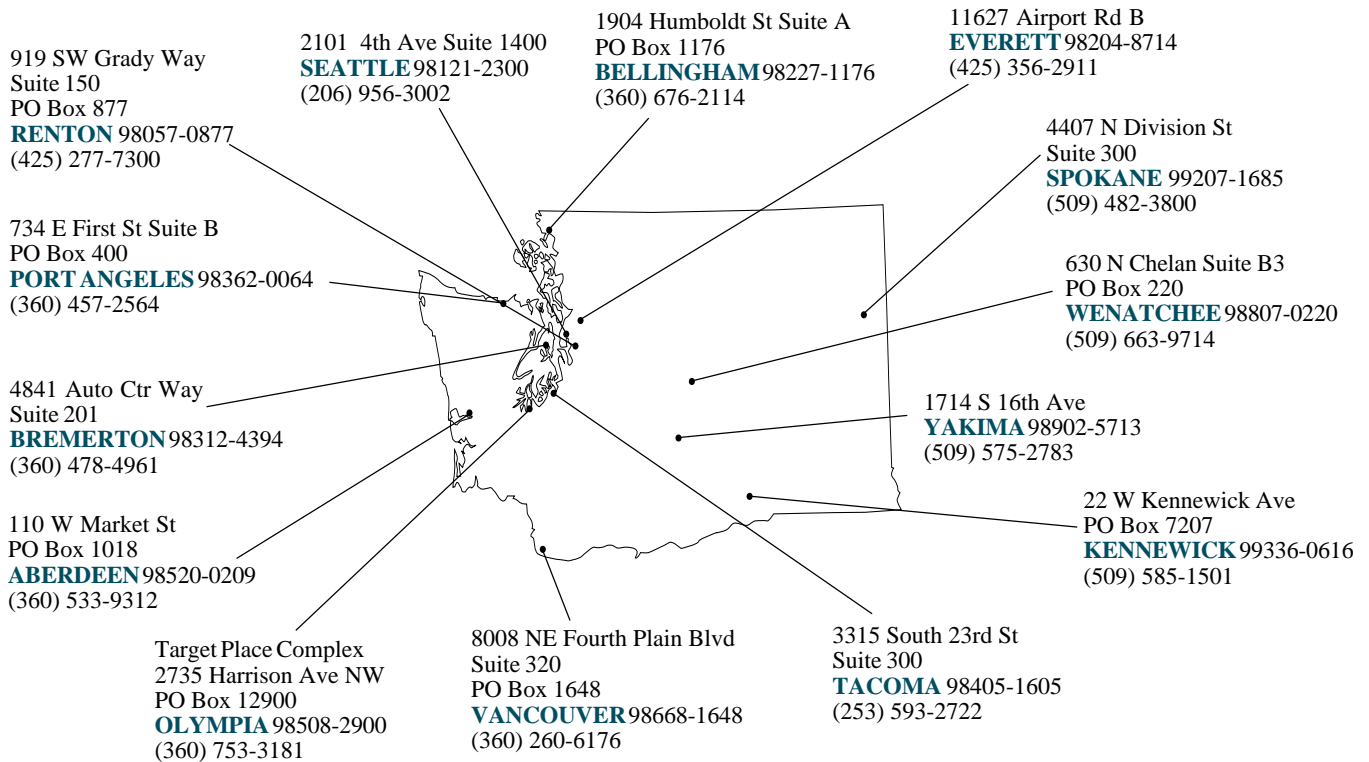 919 SW Grady Way
Suite 150
PO Box 877
RENTON 98057-0877
(425) 277-7300
2101 4th Ave Suite 1400
SEATTLE 98121-2300
(206) 956-3002
1904 Humboldt St Suite A
PO Box 1176
BELLINGHAM 98227-1176
(360) 676-2114
11627 Airport Rd B
EVERETT 98204-8714
(425) 356-2911
4407 N Division St
Suite 300
SPOKANE 99207-1685
(509) 482-3800
734 E First St Suite B
PO Box 400
PORT ANGELES 98362-0064
(360) 457-2564
630 N Chelan Suite B3
PO Box 220
WENATCHEE 98807-0220
(509) 663-9714
4841 Auto Ctr Way
Suite 201
BREMERTON 98312-4394
(360) 478-4961
1714 S 16th Ave
YAKIMA 98902-5713
(509) 575-2783
110 W Market St
PO Box 1018
ABERDEEN 98520-0209
(360) 533-9312
22 W Kennewick Ave
PO Box 7207
KENNEWICK 99336-0616
(509) 585-1501
Target Place Complex
2735 Harrison Ave NW
PO Box 12900
OLYMPIA 98508-2900
(360) 753-3181
8008 NE Fourth Plain Blvd
Suite 320
PO Box 1648
VANCOUVER 98668-1648
(360) 260-6176
3315 South 23rd St
Suite 300
TACOMA 98405-1605
(253) 593-2722